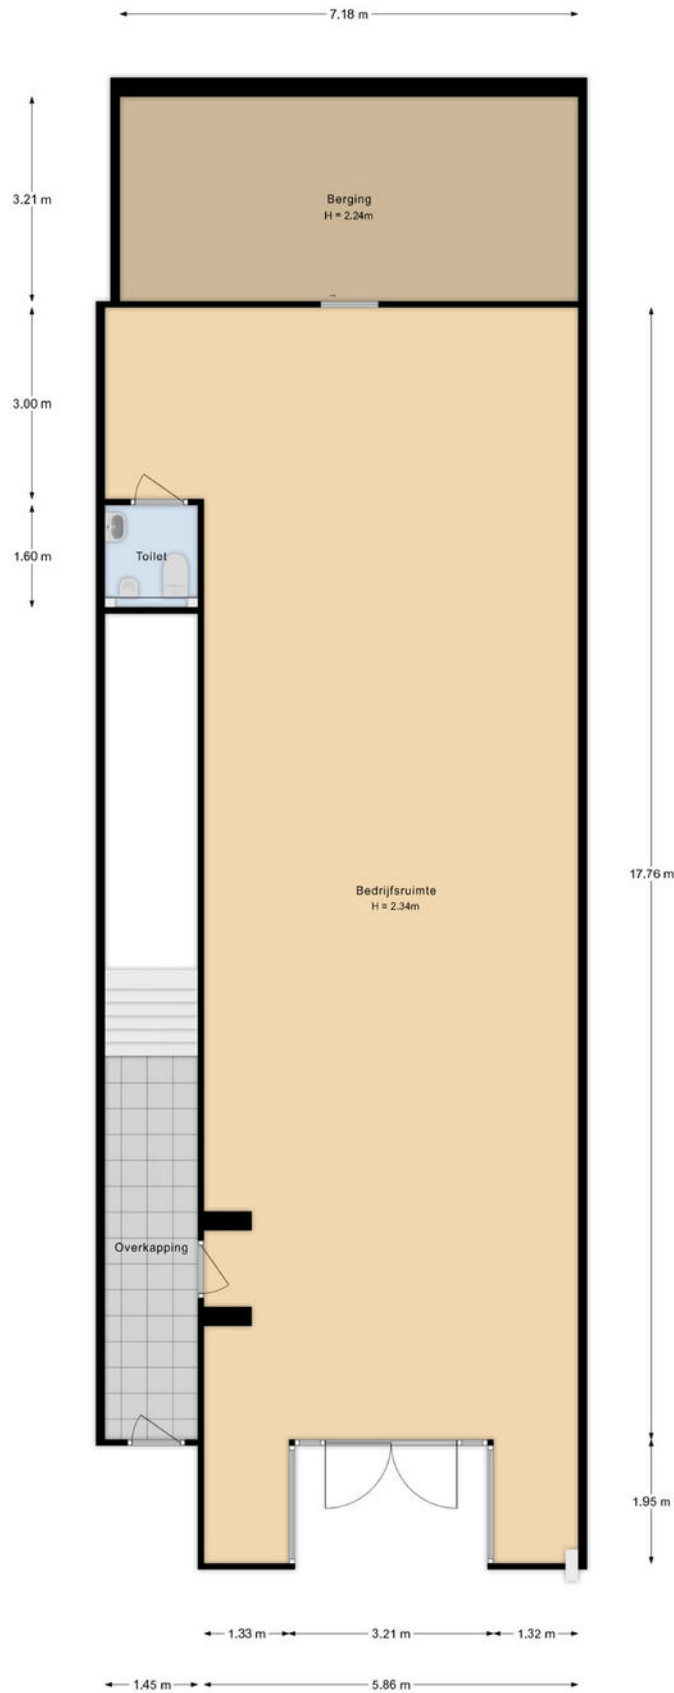 7.18 m
3.21 m
Berging
H = 2.24m
3.00 m
1.60 m
Toilet
17.76 m
Bedrijfsruimte
H = 2.34m
Overkapping
1.95 m
1.33 m
3.21 m
1.32 m
1.45 m
5.86 m